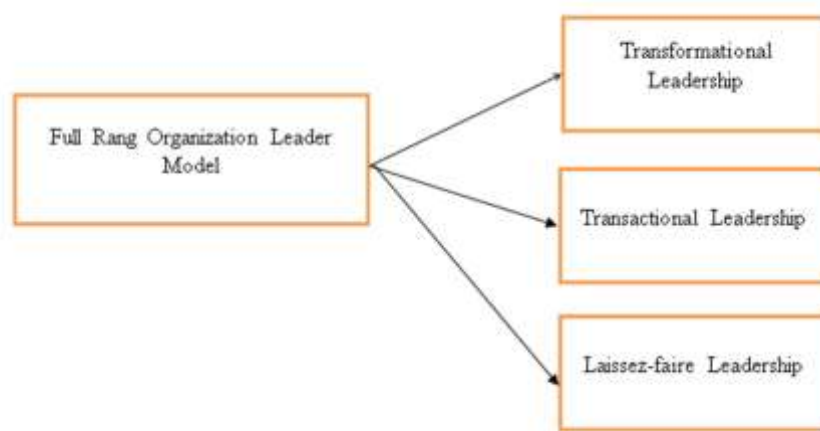 Full Rang Organization Leader
Model
Transformational
Leadership
Transactional Leadership
Laissez-faire Leadership